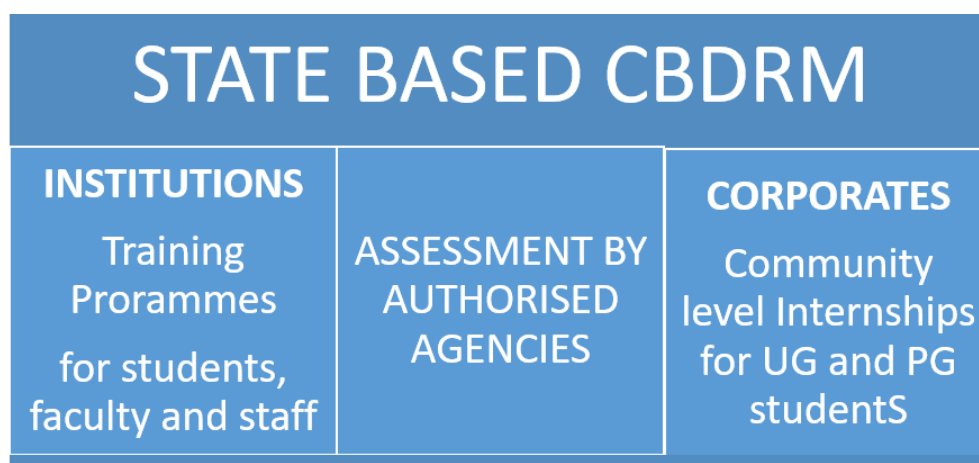 STATE BASED CBDRM
INSTITUTIONS
Training
Prorammes
for students,
faculty and staff
ASSESSMENT BY
AUTHORISED
AGENCIES
CORPORATES
Community
level Internships
for UG and PG
studentS